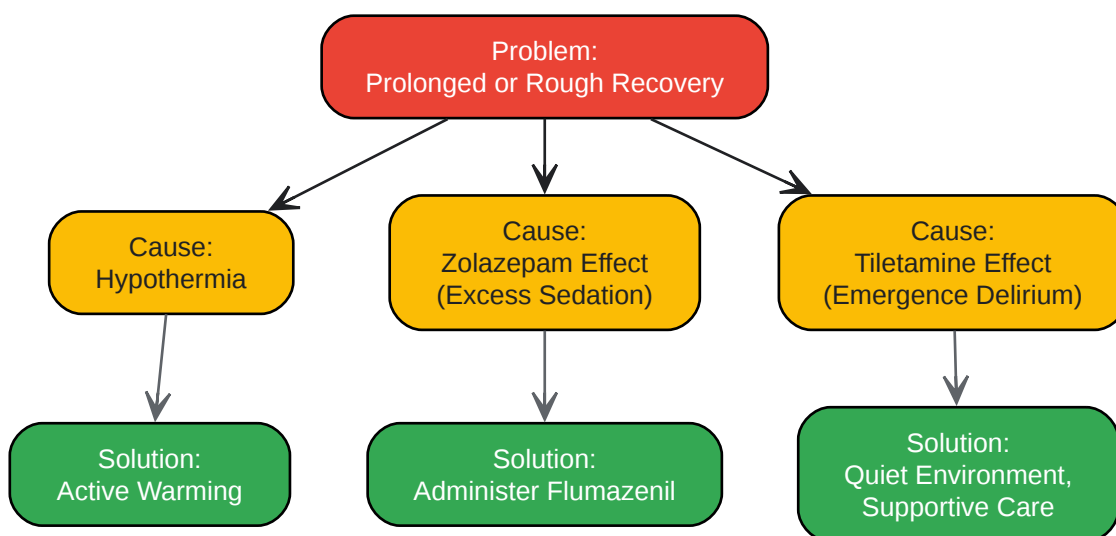 Problem:
Prolonged or Rough Recovery
Cause:
Hypothermia
Cause:
Zolazepam Effect
(Excess Sedation)
Cause:
Tiletamine Effect
(Emergence Delirium)
Solution:
Active Warming
Solution:
Administer Flumazenil
Solution:
Quiet Environment,
Supportive Care